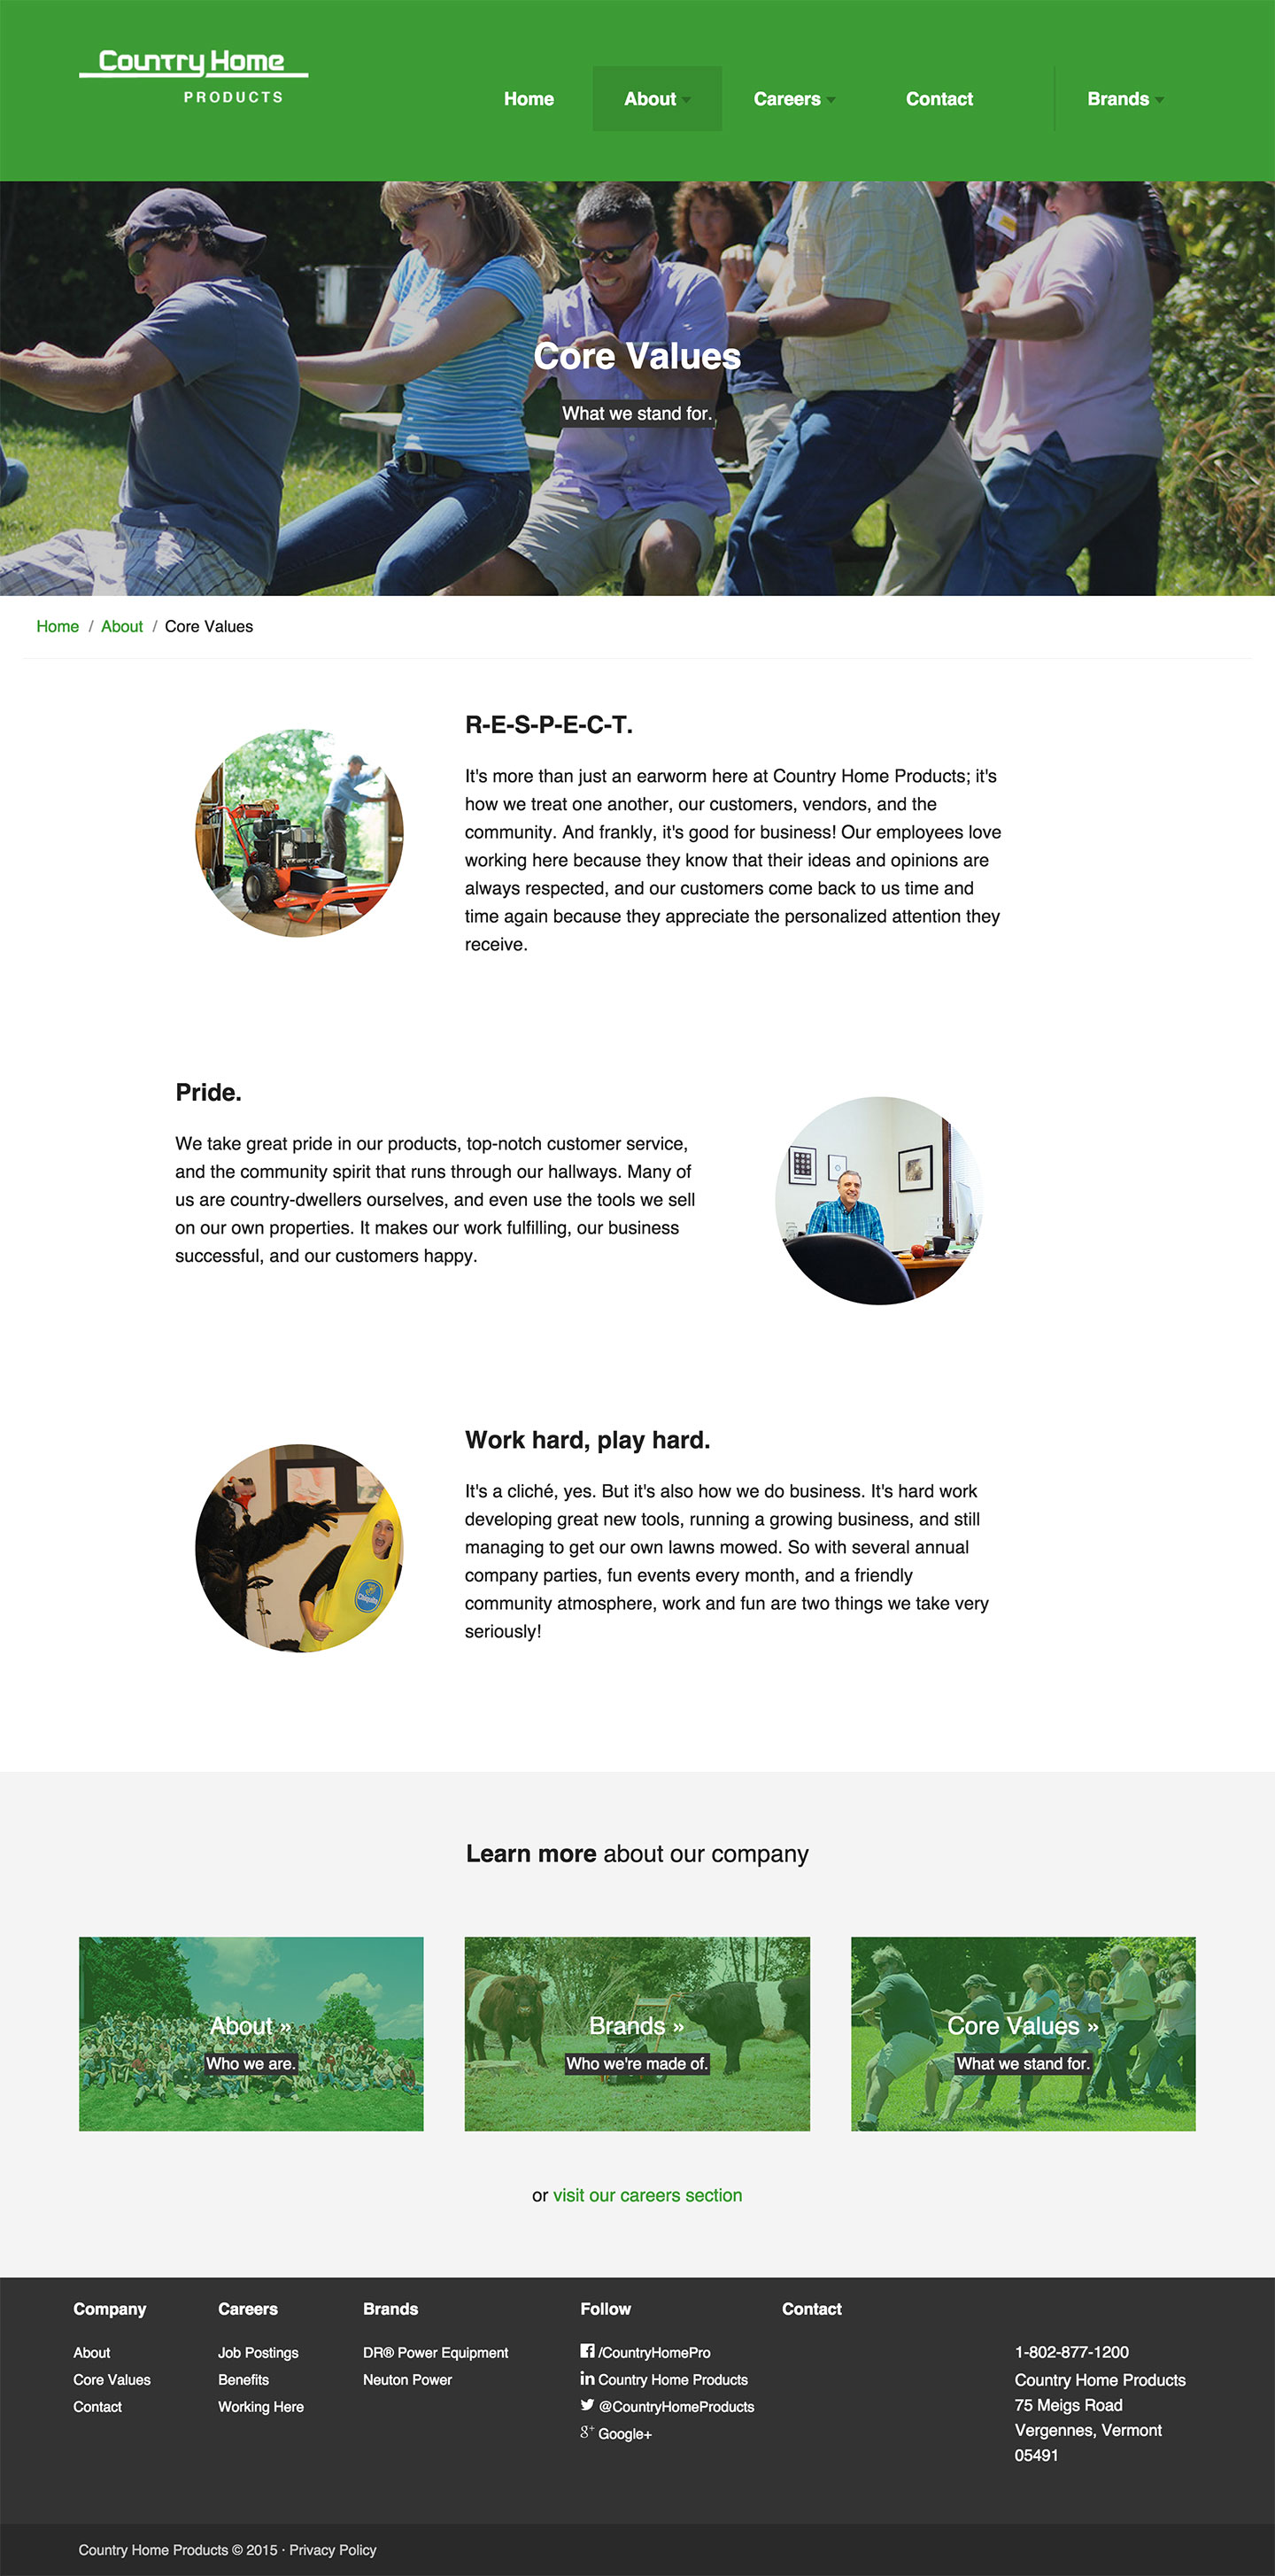 Country Home
PRODUCTS
Home
About
Careers
Contact
Brands
Core Values
What we stand for.
Home / About / Core Values
R-E-S-P-E-C-T.
It's more than just an earworm here at Country Home Products; it's
how we treat one another, our customers, vendors, and the
community. And frankly, it's good for business! Our employees love
working here because they know that their ideas and opinions are
always respected, and our customers come back to us time and
time again because they appreciate the personalized attention they
receive.
Pride.
We take great pride in our products, top-notch customer service,
and the community spirit that runs through our hallways. Many of
us are country-dwellers ourselves, and even use the tools we sell
on our own properties. It makes our work fulfilling, our business
successful, and our customers happy.
Work hard, play hard.
It's a cliché, yes. But it's also how we do business. It's hard work
developing great new tools, running a growing business, and still
managing to get our own lawns mowed. So with several annual
company parties, fun events every month, and a friendly
community atmosphere, work and fun are two things we take very
seriously!
Chiquita
Learn more about our company
About »
Who we are.
Brands »
Who we're made of.
Core Values »
What we stand for.
or visit our careers section
Company
About
Core Values
Contact
Careers
Job Postings
Benefits
Working Here
Brands
DR® Power Equipment
Neuton Power
Follow
/CountryHomePro
Country Home Products
@CountryHomeProducts
Google+
Contact
1-802-877-1200
Country Home Products
75 Meigs Road
Vergennes, Vermont
05491
Country Home Products © 2015 · Privacy Policy